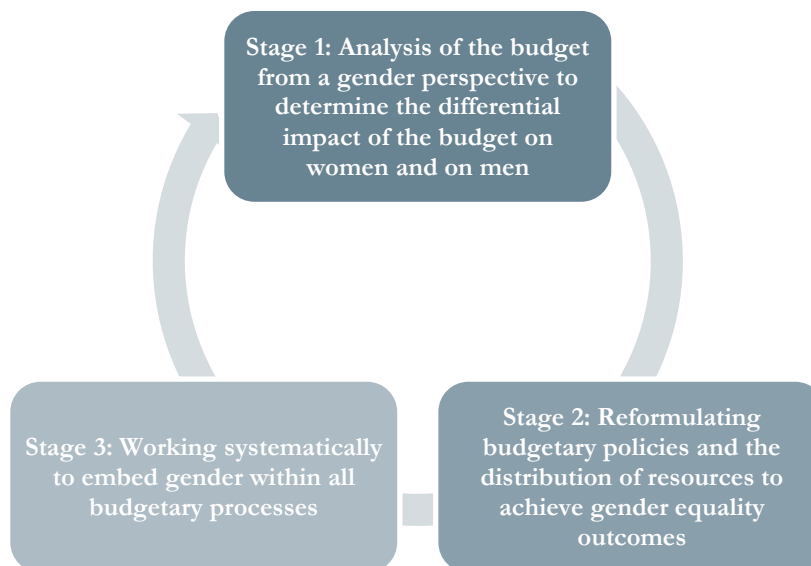 Stage 1: Analysis of the budget
from a gender perspective to
determine the differential
impact of the budget on
women and on men
Stage 2: Reformulating
budgetary policies and the
distribution of resources to
achieve gender equality
outcomes
Stage 3: Working systematically
to embed gender within all
budgetary processes